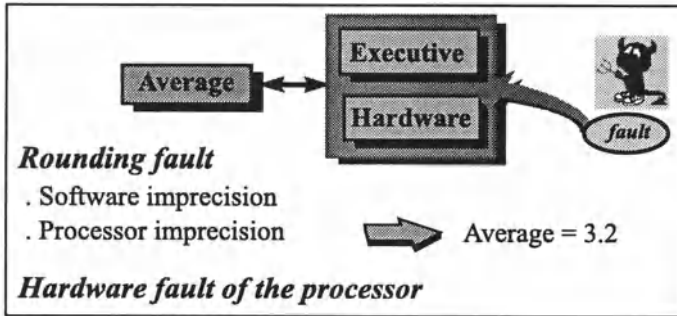 Executive
Average
Hardware
fault
Rounding fault
. Software imprecision
. Processor imprecision
Average = 3.2
Hardware fault of the processor